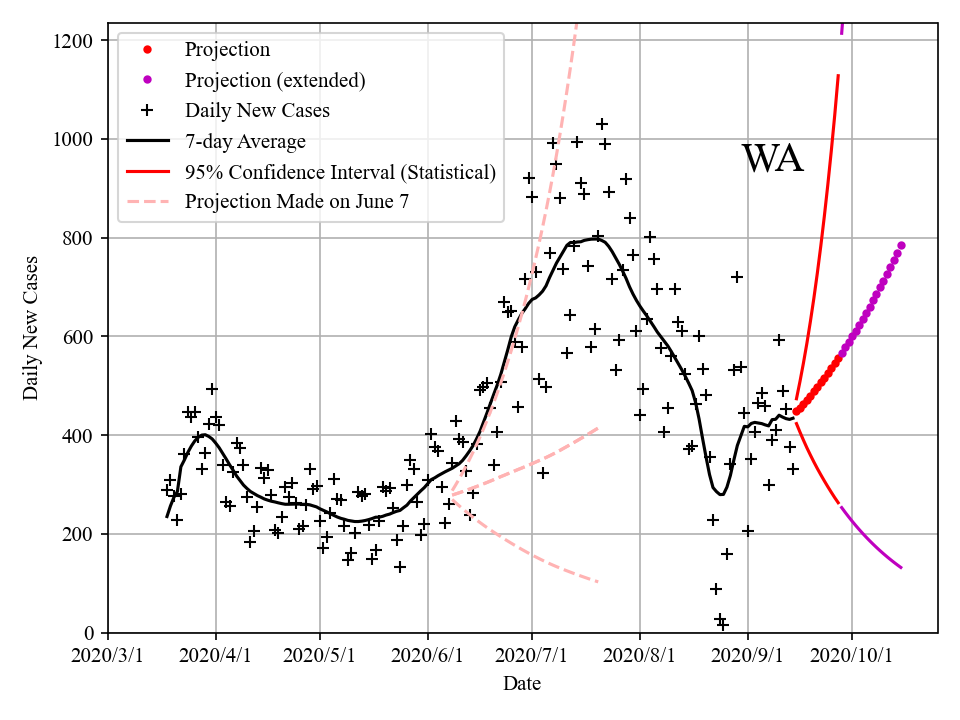 1200
1000
800
600
400
200
0
Daily New Cases
Projection
Projection (extended)
Daily New Cases
7-day Average
95% Confidence Interval (Statistical)
Projection Made on June 7
WA
2020/3/1 2020/4/1 2020/5/1 2020/6/1 2020/7/1 2020/8/1 2020/9/1 2020/10/1
Date